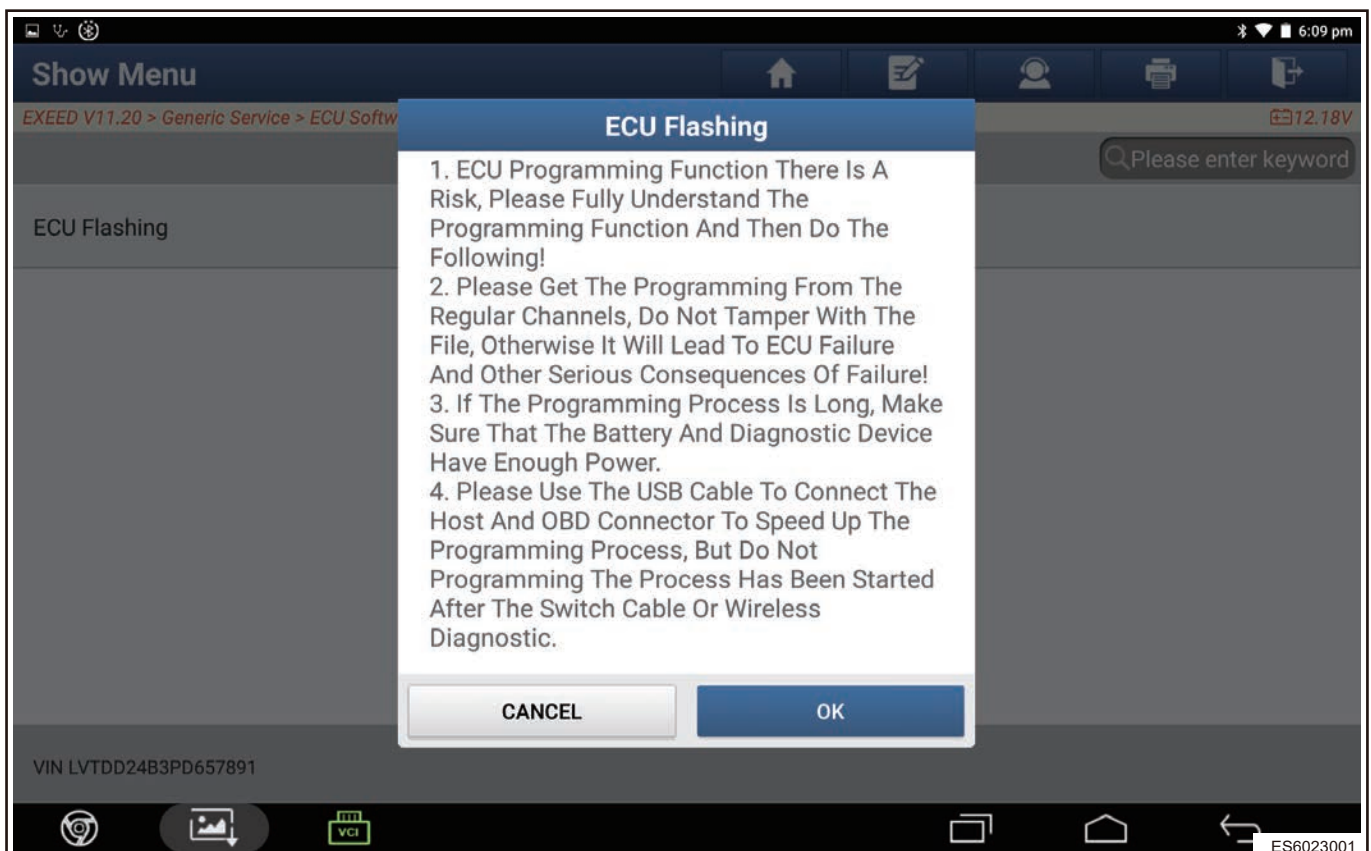 6:09 pm
Show Menu
EXEED V11.20 > Generic Service > ECU Softw
12.18V
ECU Flashing
Please enter keyword
1. ECU Programming Function There Is A
Risk, Please Fully Understand The
Programming Function And Then Do The
Following!
2. Please Get The Programming From The
Regular Channels, Do Not Tamper With The
File, Otherwise It Will Lead To ECU Failure
And Other Serious Consequences Of Failure!
3. If The Programming Process Is Long, Make
Sure That The Battery And Diagnostic Device
Have Enough Power.
4. Please Use The USB Cable To Connect The
Host And OBD Connector To Speed Up The
Programming Process, But Do Not
Programming The Process Has Been Started
After The Switch Cable Or Wireless
Diagnostic.
ECU Flashing
CANCEL
OK
VIN LVTDD24B3PD657891
VCI
ES6023001